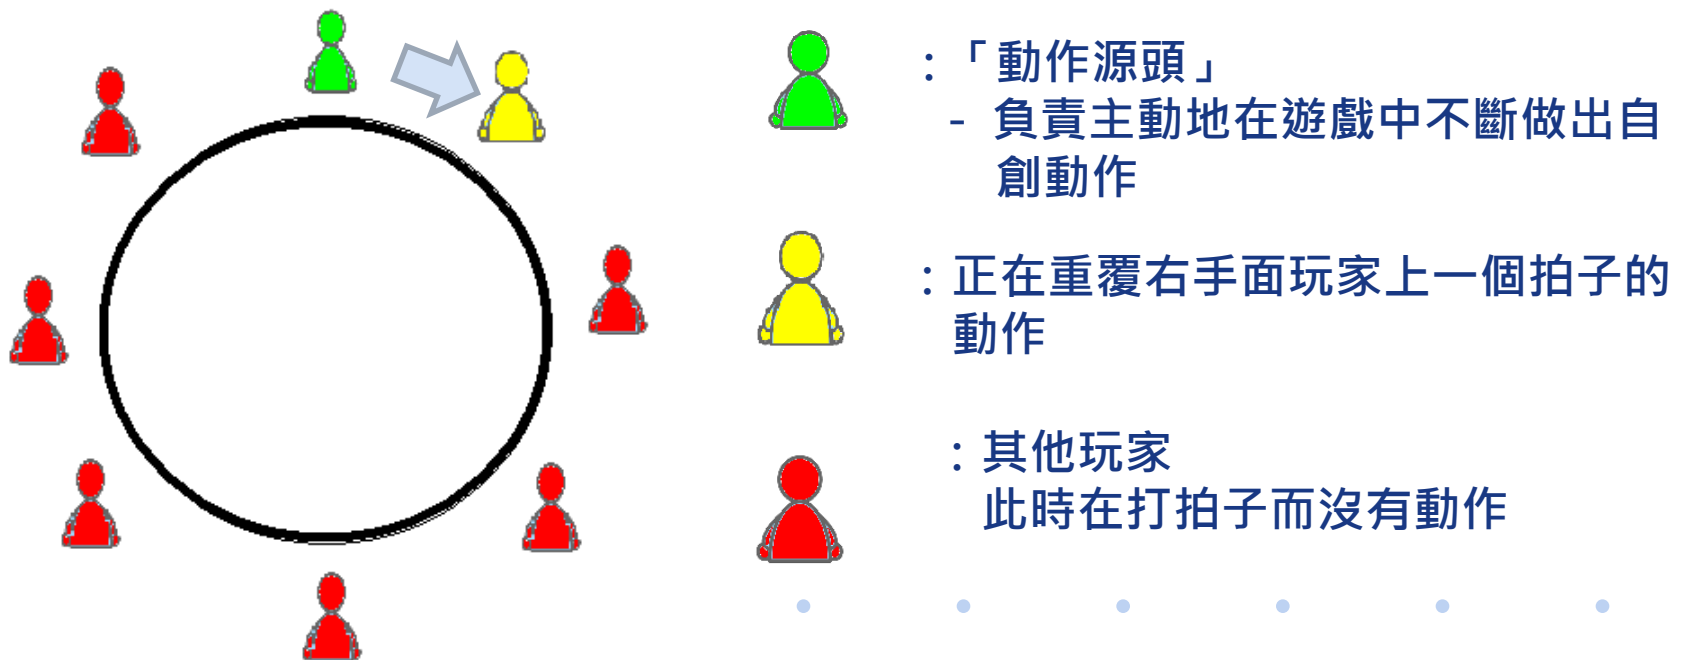 ：「動作源頭」
- 負責主動地在遊戲中不斷做出自
創動作
：正在重覆右手面玩家上一個拍子的
動作
：其他玩家
此時在打拍子而沒有動作